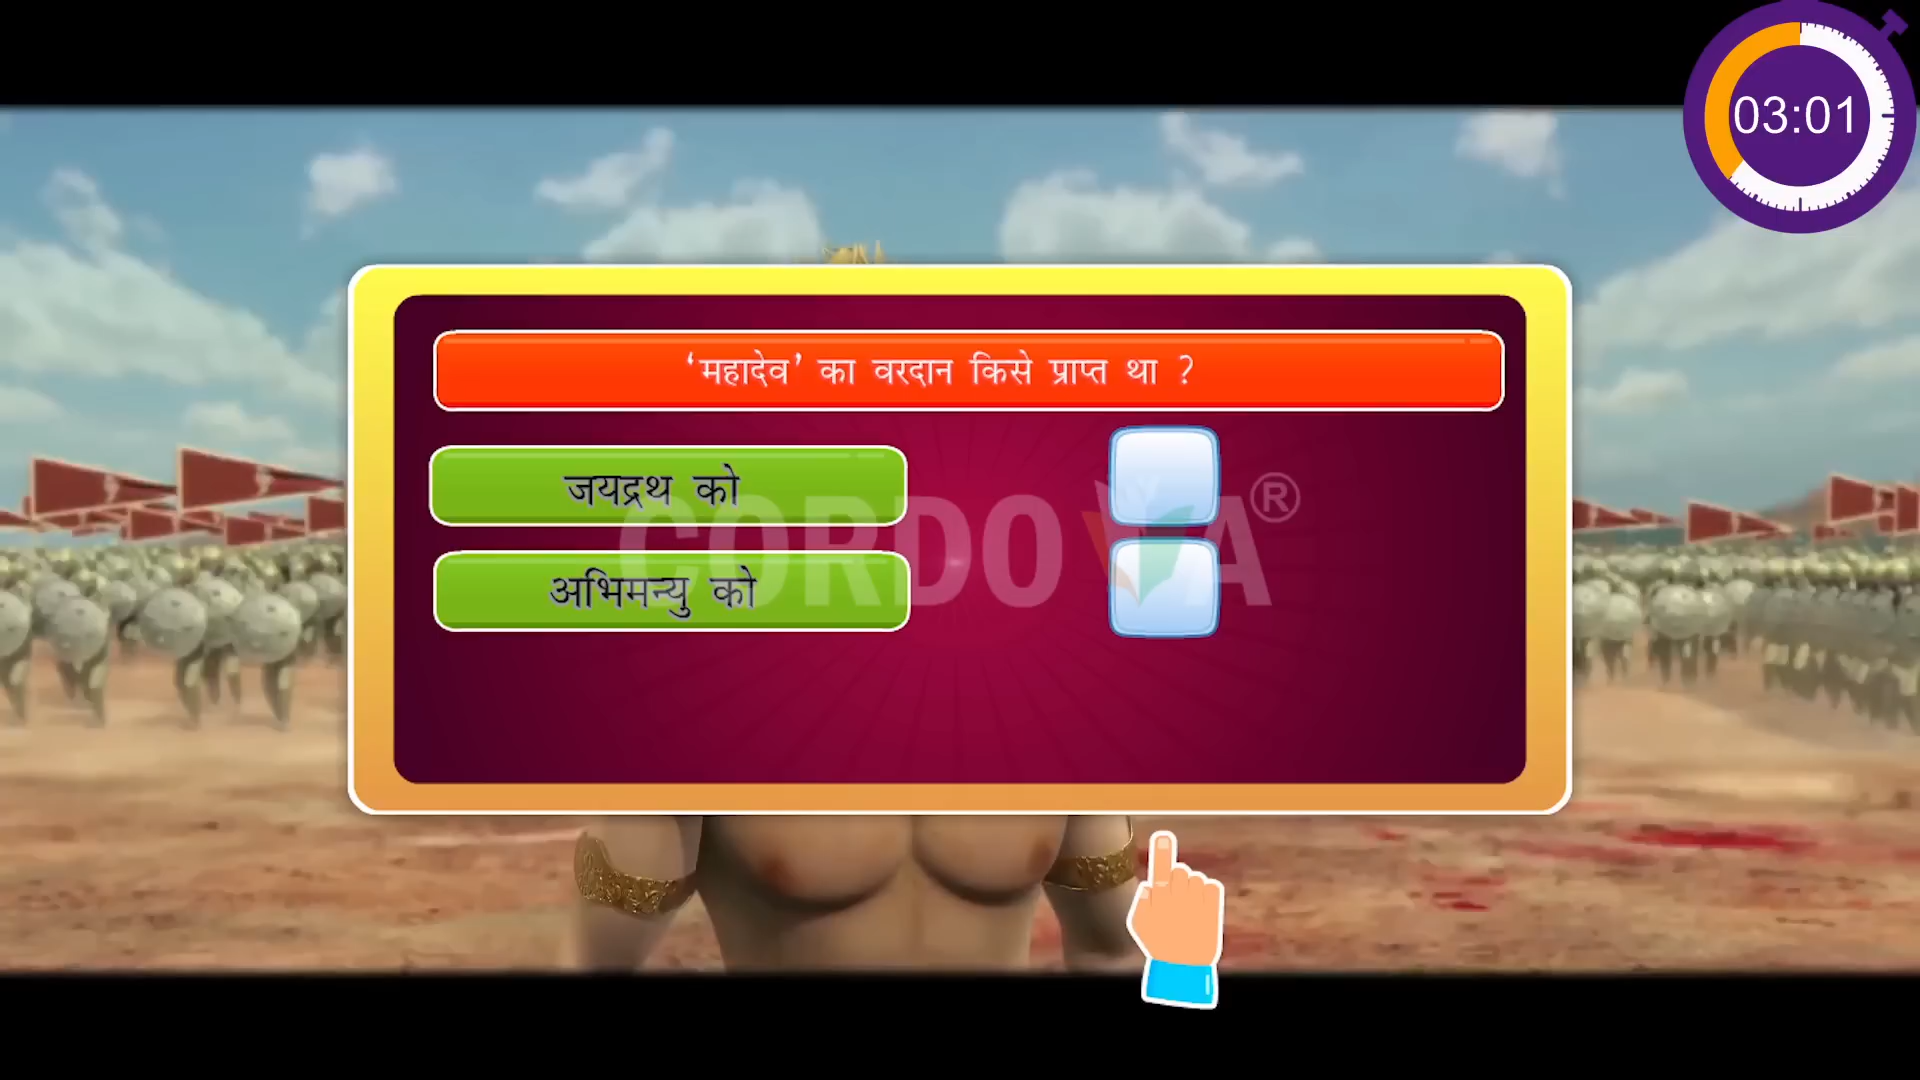 03:01
‘महादेव’ का वरदान किसे प्राप्त था ?
जयद्रथ को
अभिमन्यु को
CORDOVA®